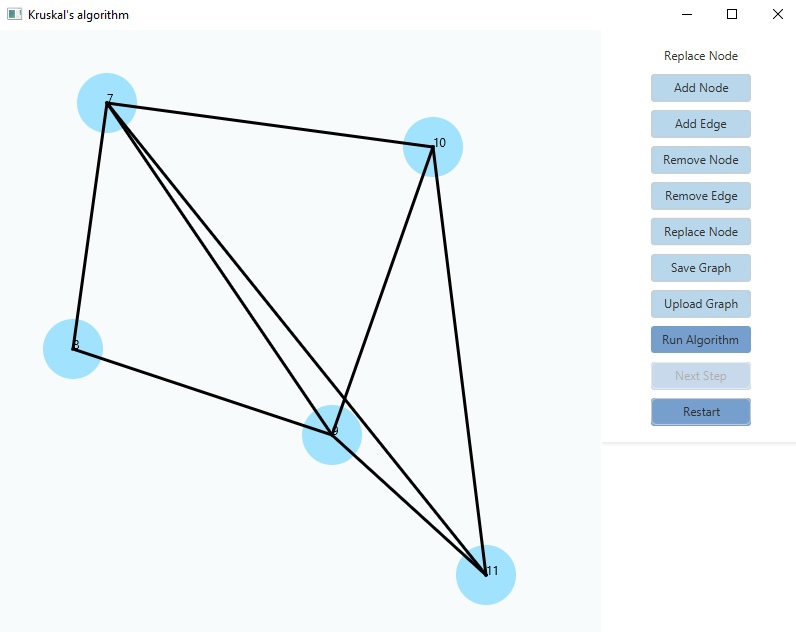 Kruskal's algorithm
7
10
8
9
11
Replace Node
Add Node
Add Edge
Remove Node
Remove Edge
Replace Node
Save Graph
Upload Graph
Run Algorithm
Next Step
Restart